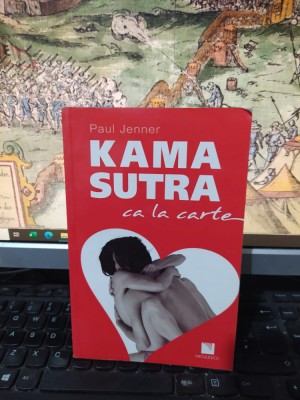 Paul Jenner
KAMA
SUTRA
ca la carte